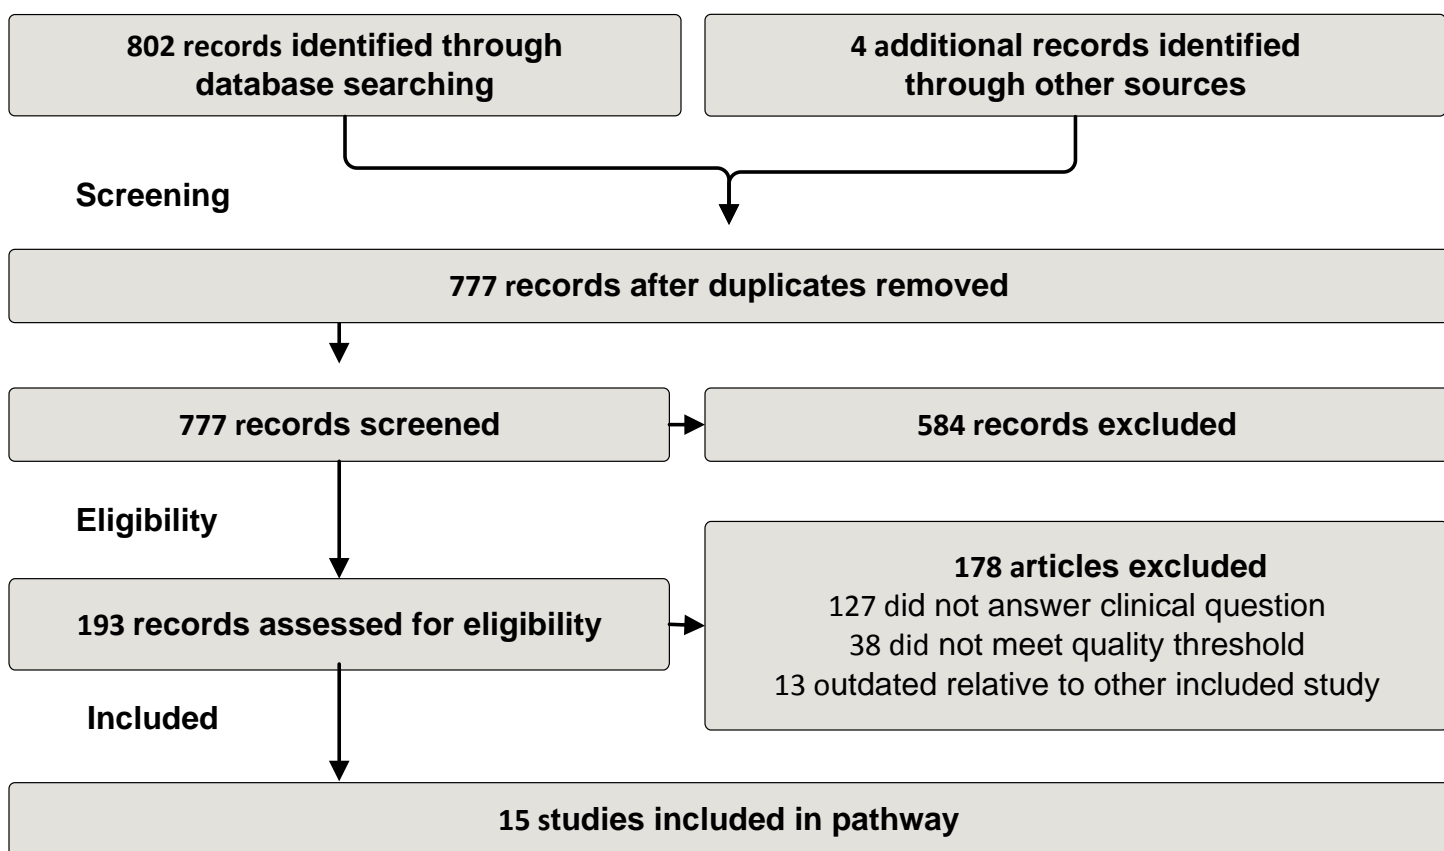 802 records identified through
database searching
4 additional records identified
through other sources
Screening
777 records after duplicates removed
777 records screened
584 records excluded
Eligibility
193 records assessed for eligibility
178 articles excluded
127 did not answer clinical question
38 did not meet quality threshold
13 outdated relative to other included study
Included
15 studies included in pathway